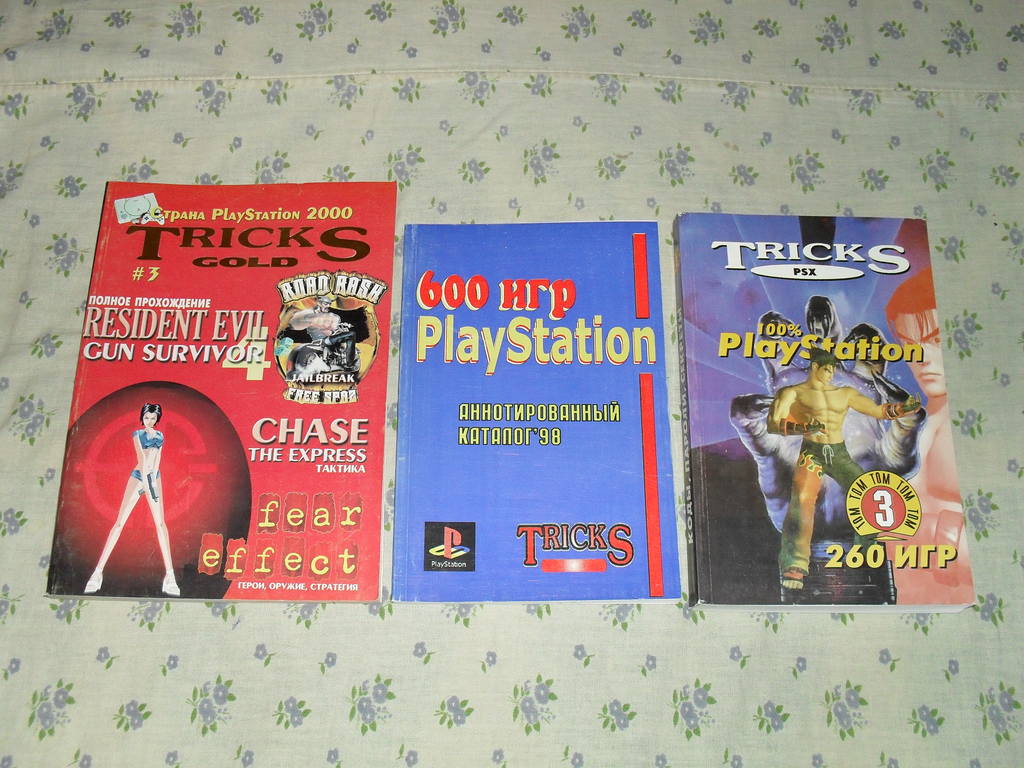 Страна PlayStation 2000
TRICKS
GOLD
#3
ПОЛНОЕ ПРОХОЖДЕНИЕ
RESIDENT EVIL
GUN SURVIVOR 4
ROAD RASH
JAILBREAK
CHASE
THE EXPRESS
ТАКТИКА
fear
effect
ГЕРОИ, ОРУЖИЕ, СТРАТЕГИЯ
600 игр
PlayStation
АННОТИРОВАННЫЙ
КАТАЛОГ'98
PlayStation
TRICKS
TRICKS
PSX
100%
PlayStation
ТОМ ТОМ ТОМ ТОМ ТОМ
3
260 ИГР